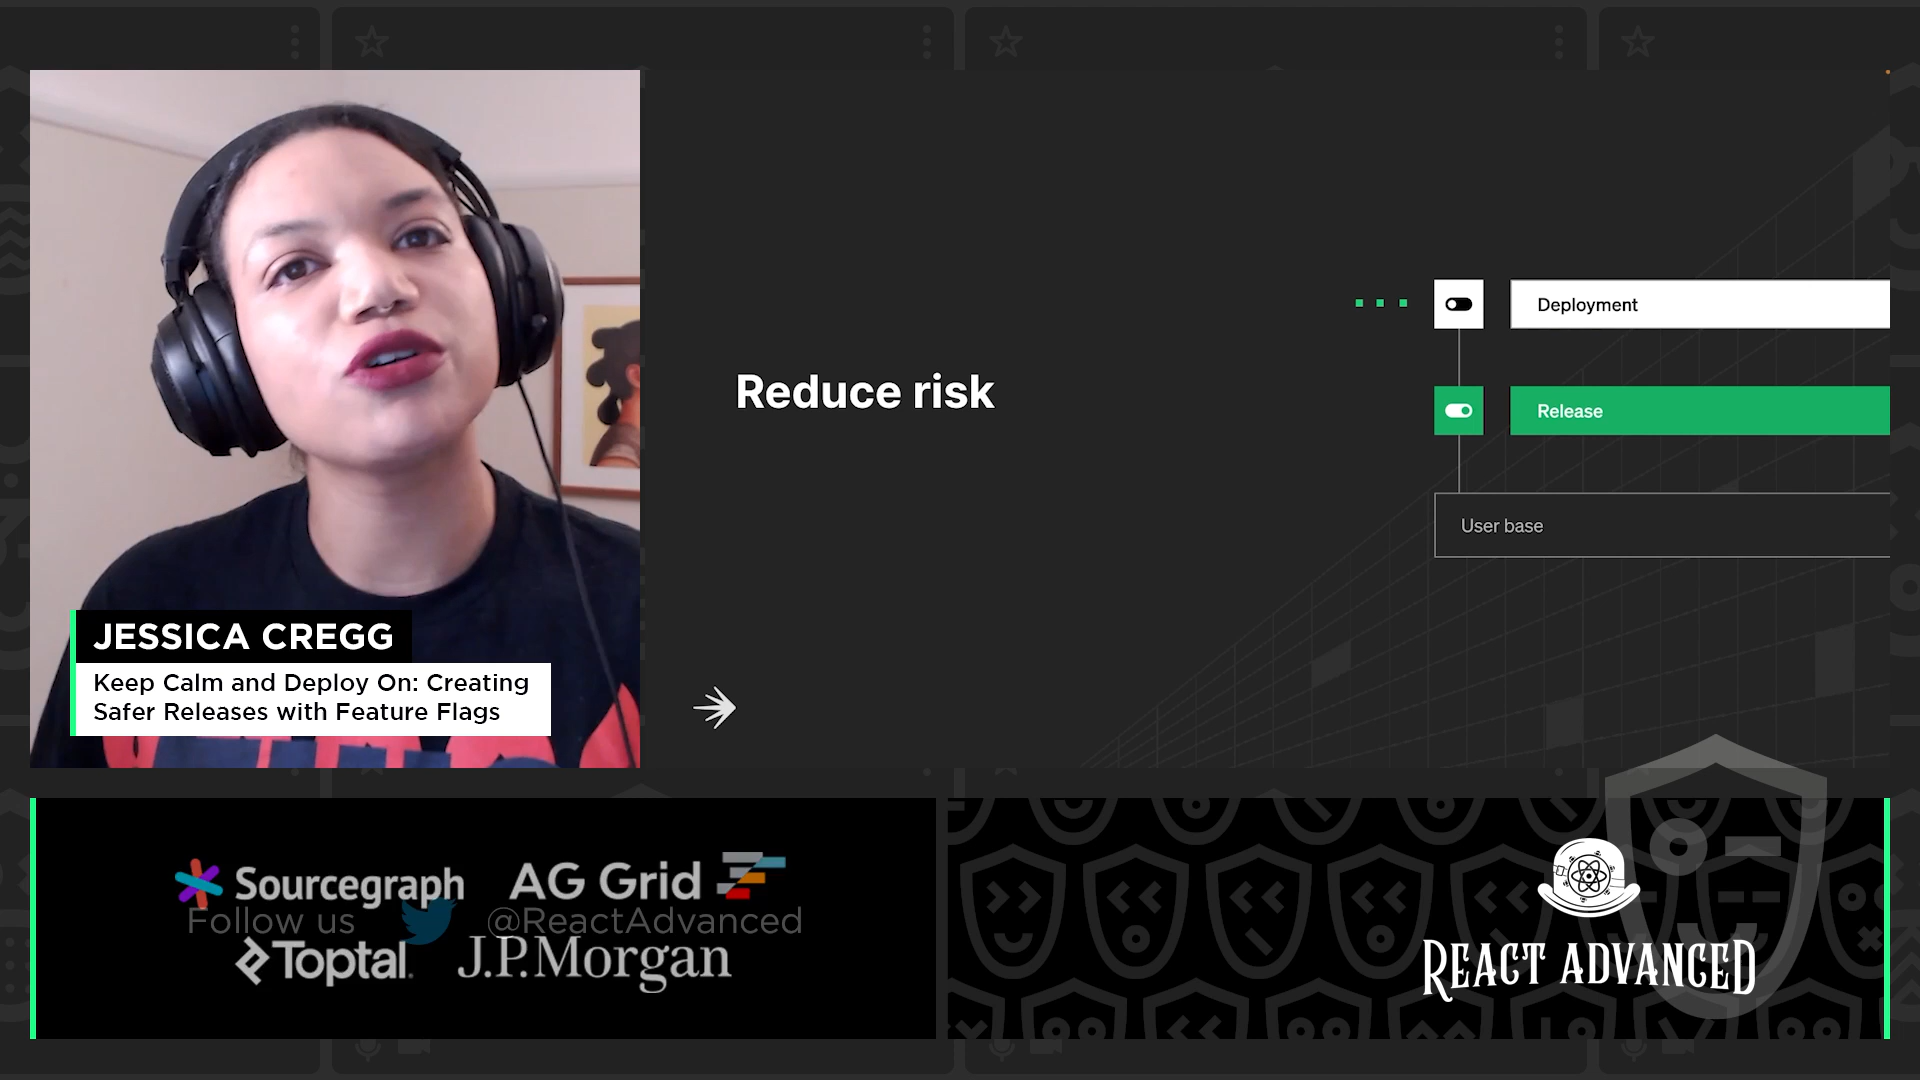 Reduce risk
Deployment
Release
User base
JESSICA CREGG
Keep Calm and Deploy On: Creating
Safer Releases with Feature Flags
Sourcegraph
AG Grid
Follow us
@ReactAdvanced
Toptal
J.P.Morgan
REACT ADVANCED